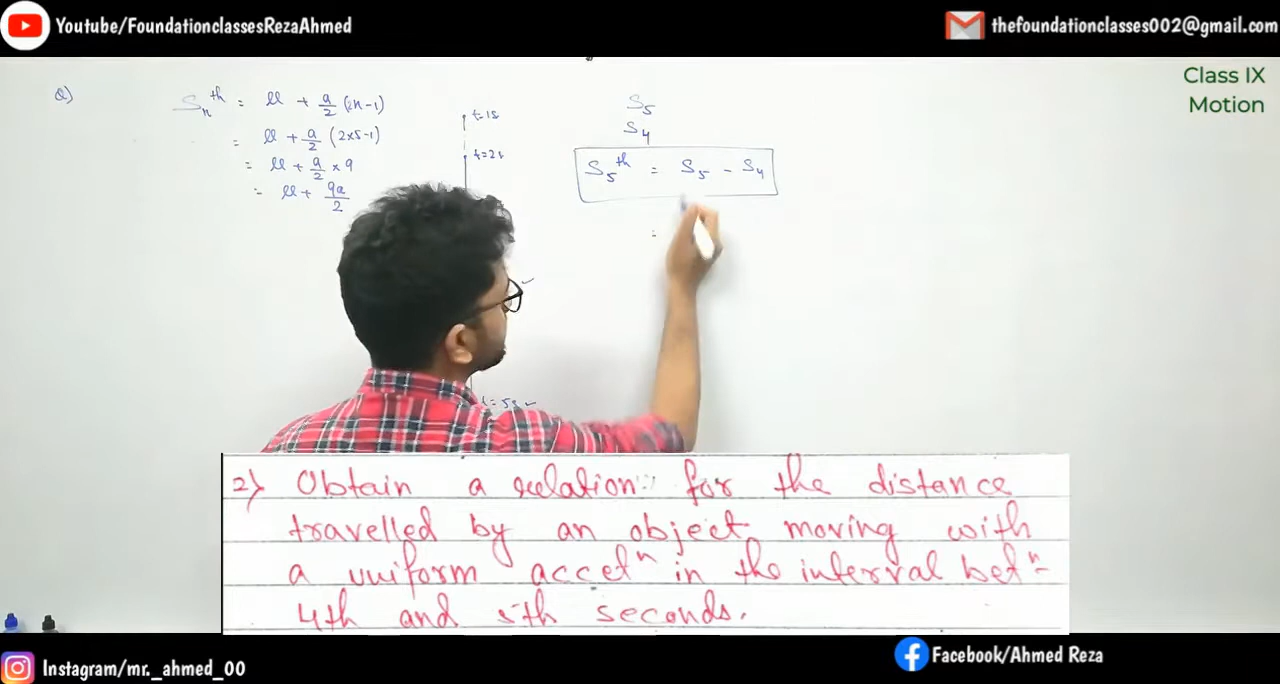 Youtube/FoundationclassesRezaAhmed
thefoundationclasses002@gmail.com
Class IX
Motion
Q)
Sₙᵗʰ = u + a/2 (2n-1)
= u + a/2 (2×5-1)
= u + a/2 × 9
= u + 9a/2
t=1s
t=2s
t=5s
S₅
S₄
S₅ᵗʰ = S₅ - S₄
=
2) Obtain a relation for the distance
travelled by an object moving with
a uniform accelⁿ in the interval betⁿ
4th and 5th seconds.
Instagram/mr._ahmed_00
Facebook/Ahmed Reza